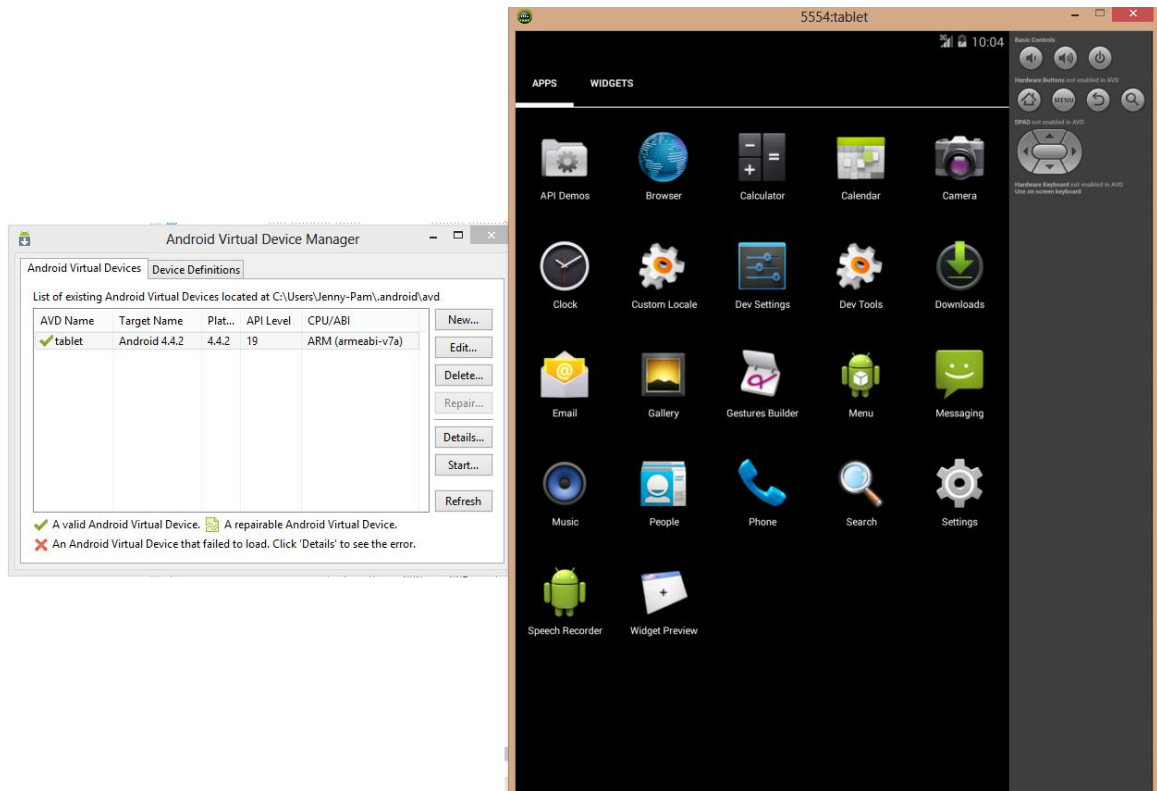 Android Virtual Device Manager
Android Virtual Devices Device Definitions
List of existing Android Virtual Devices located at C:\Users\Jenny-Pam\.android\avd
AVD Name Target Name Plat... API Level CPU/ABI
tablet Android 4.4.2 4.4.2 19 ARM (armeabi-v7a)
New...
Edit...
Delete...
Repair...
Details...
Start...
Refresh
A valid Android Virtual Device. A repairable Android Virtual Device.
An Android Virtual Device that failed to load. Click 'Details' to see the error.
5554:tablet
3G 10:04
APPS WIDGETS
API Demos Browser Calculator Calendar Camera
Clock Custom Locale Dev Settings Dev Tools Downloads
Email Gallery Gestures Builder Menu Messaging
Music People Phone Search Settings
Speech Recorder Widget Preview
Basic Controls
Hardware Buttons not enabled in AVD
MENU
DPAD not enabled in AVD
Hardware Keyboard not enabled in AVD
Use on screen keyboard